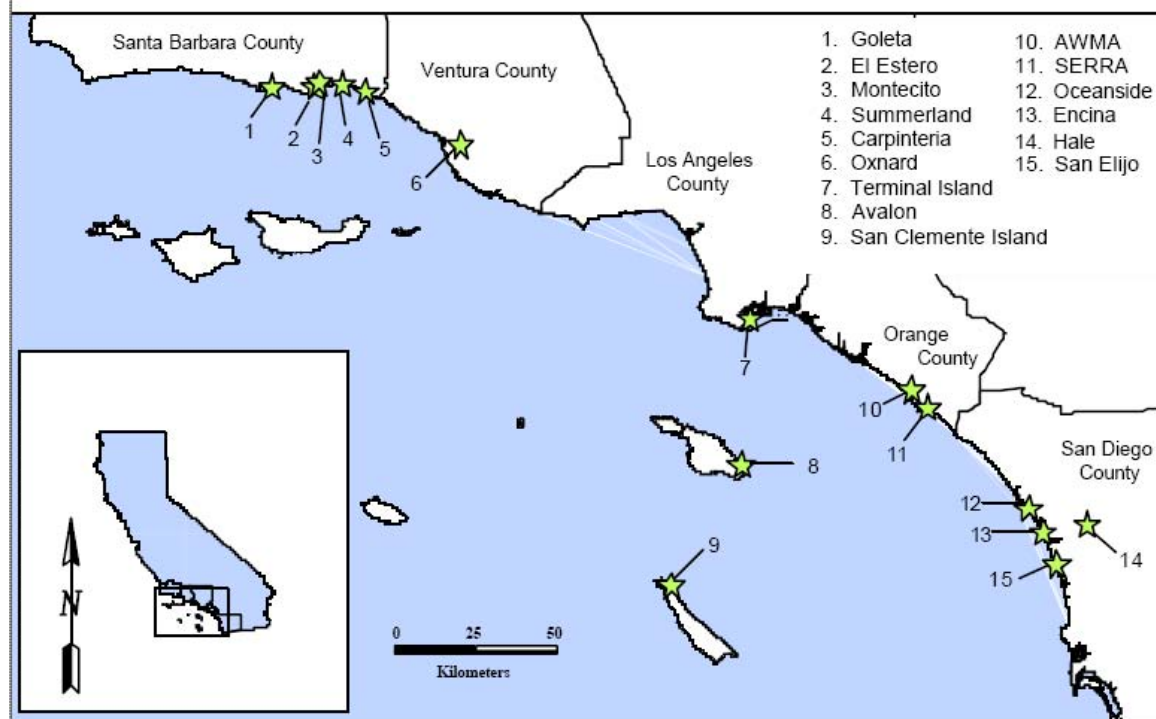 Santa Barbara County
Ventura County
Los Angeles
County
Orange
County
San Diego
County
1. Goleta
2. El Estero
3. Montecito
4. Summerland
5. Carpinteria
6. Oxnard
7. Terminal Island
8. Avalon
9. San Clemente Island
10. AWMA
11. SERRA
12. Oceanside
13. Encina
14. Hale
15. San Elijo
1
2
3
4
5
6
7
8
9
10
11
12
13
14
15
N
0 25 50
Kilometers